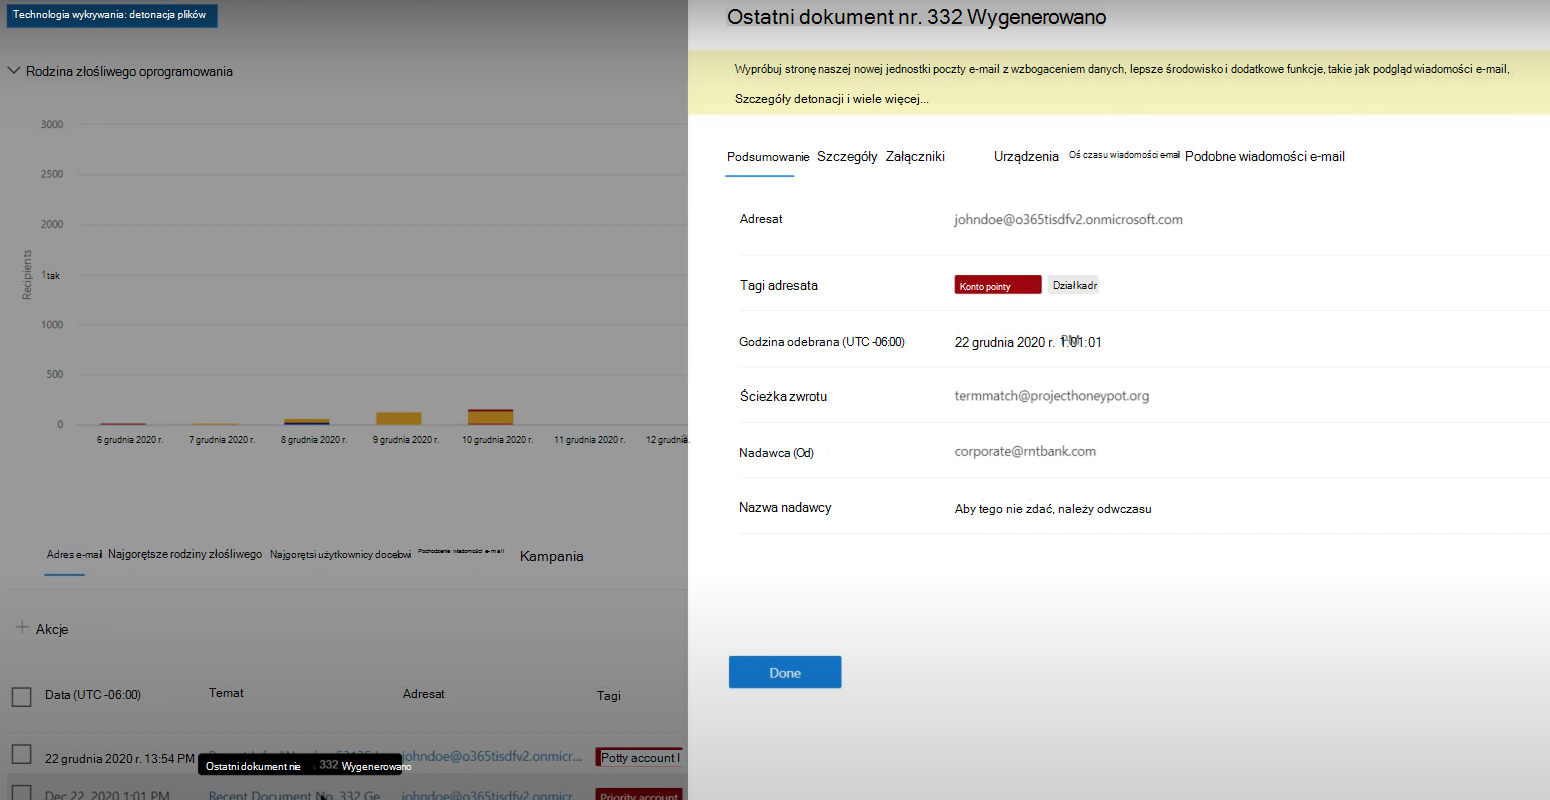 Technologia wykrywania: detonacja plików
Rodzina złośliwego oprogramowania
3000
2500
2000
1tak
1000
500
0
Recipients
6 grudnia 2020 r.
7 grudnia 2020 r.
8 grudnia 2020 r.
9 grudnia 2020 r.
10 grudnia 2020 r.
11 grudnia 2020 r.
12 grudnia
Adres e-mail
Najgorętsze rodziny złośliwego
Najgorętsi użytkownicy docelowi
Pochodzenie wiadomości e-mail
Kampania
Akcje
Data (UTC -06:00) Temat Adresat Tagi
22 grudnia 2020 r. 13:54 PM johndoe@o365tisdfv2.onmicr... Potty account I
Ostatni dokument nie 332 Wygenerowano
Dec 22, 2020 1:01 PM Recent Document No. 332 Ge... johndoe@o365tisdfv2.onmicr... Priority account
Ostatni dokument nr. 332 Wygenerowano
Wypróbuj stronę naszej nowej jednostki poczty e-mail z wzbogaceniem danych, lepsze środowisko i dodatkowe funkcje, takie jak podgląd wiadomości e-mail,
Szczegóły detonacji i wiele więcej...
Podsumowanie Szczegóły Załączniki Urządzenia Oś czasu wiadomości e-mail Podobne wiadomości e-mail
Adresat johndoe@o365tisdfv2.onmicrosoft.com
Tagi adresata Konto pointy Dział kadr
Godzina odebrana (UTC -06:00) 22 grudnia 2020 r. 1:01:01 PM
Ścieżka zwrotu termmatch@projecthoneypot.org
Nadawca (Od) corporate@rntbank.com
Nazwa nadawcy Aby tego nie zdać, należy odwczasu
Done